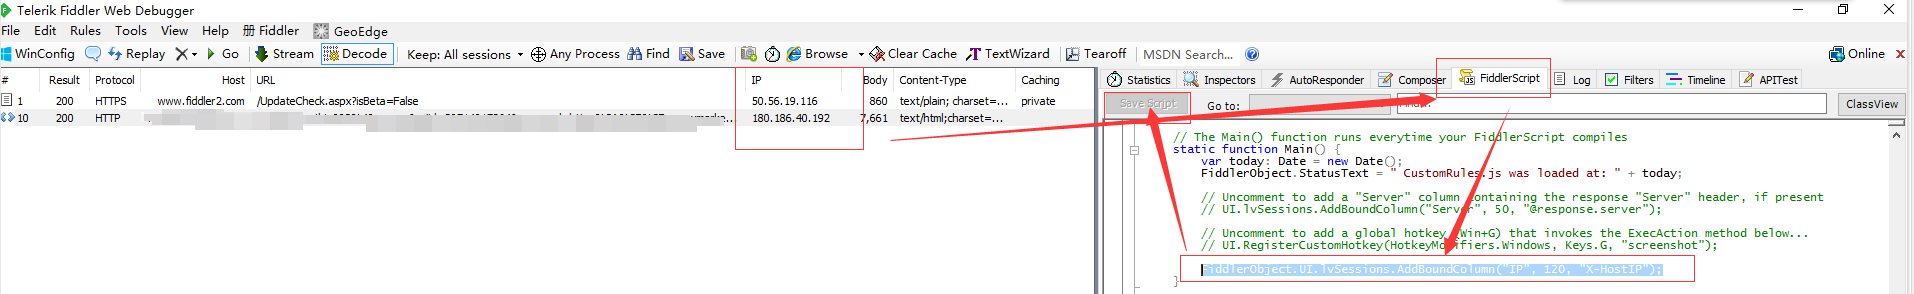 Telerik Fiddler Web Debugger
File Edit Rules Tools View Help 册 Fiddler GeoEdge
WinConfig Replay Go Stream Decode Keep: All sessions Any Process Find Save Browse Clear Cache TextWizard Tearoff MSDN Search... Online
# Result Protocol Host URL IP Body Content-Type Caching
1 200 HTTPS www.fiddler2.com /UpdateCheck.aspx?isBeta=False 50.56.19.116 860 text/plain; charset=... private
10 200 HTTP 180.186.40.192 7,661 text/html;charset=...
Statistics Inspectors AutoResponder Composer FiddlerScript Log Filters Timeline APITest
Save Script Go to: ClassView
// The Main() function runs everytime your FiddlerScript compiles
static function Main() {
var today: Date = new Date();
FiddlerObject.StatusText = " CustomRules.js was loaded at: " + today;
// Uncomment to add a "Server" column containing the response "Server" header, if present
// UI.lvSessions.AddBoundColumn("Server", 50, "@response.server");
// Uncomment to add a global hotkey (Win+G) that invokes the ExecAction method below...
// UI.RegisterCustomHotkey(HotkeyModifiers.Windows, Keys.G, "screenshot");
FiddlerObject.UI.lvSessions.AddBoundColumn("IP", 120, "X-HostIP");
}